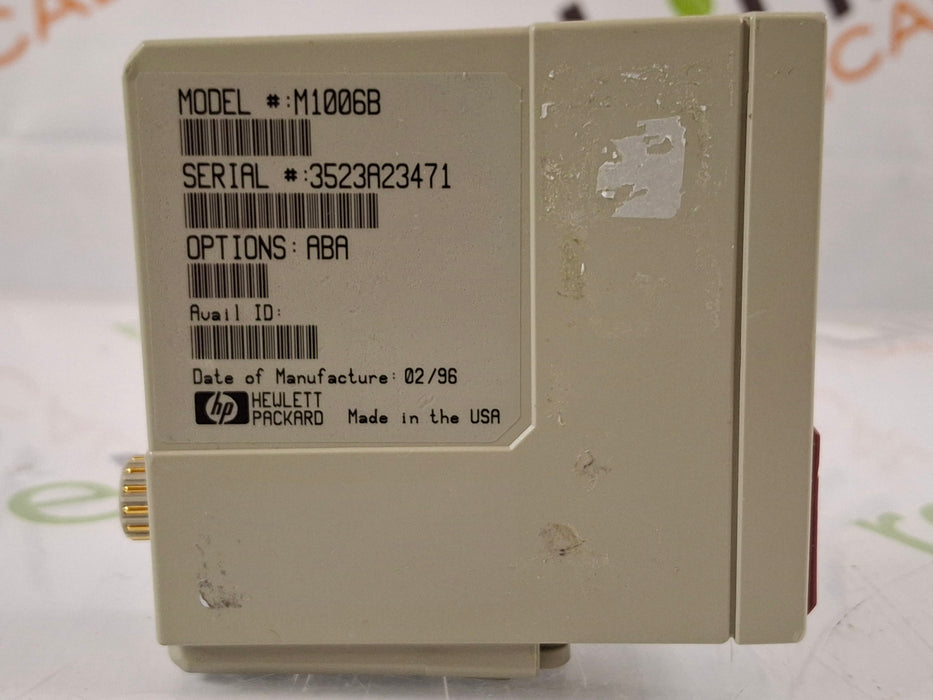 MODEL #:M1006B
SERIAL #:3523A23471
OPTIONS: ABA
Avail ID:
Date of Manufacture: 02/96
hp HEWLETT
PACKARD Made in the USA